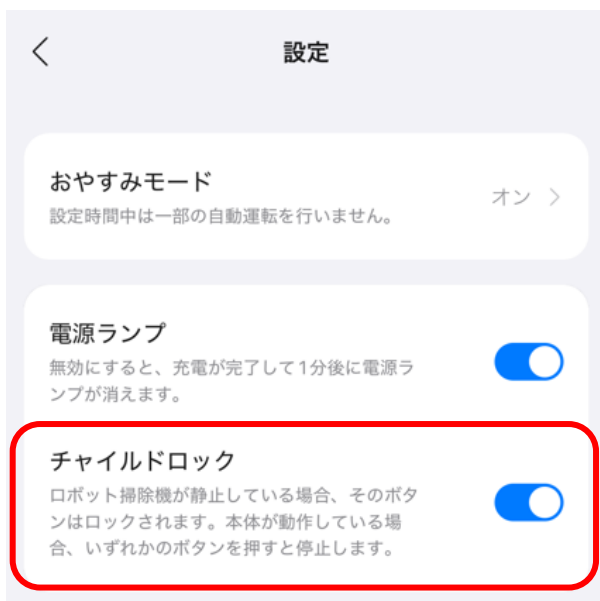 設定
おやすみモード
オン
設定時間中は一部の自動運転を行いません。
電源ランプ
無効にすると、充電が完了して1分後に電源ラ
ンプが消えます。
チャイルドロック
ロボット掃除機が静止している場合、そのボタ
ンはロックされます。本体が動作している場
合、いずれかのボタンを押すと停止します。